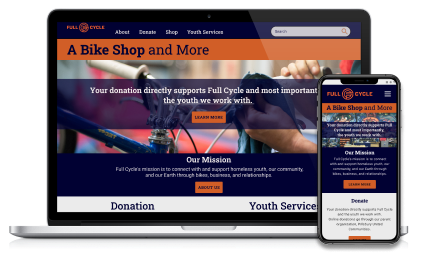 FULL CYCLE
About Donate Shop Youth Services
Search
A Bike Shop and More
Your donation directly supports Full Cycle and most important
the youth we work with.
LEARN MORE
Our Mission
Full Cycle's mission is to connect with and support homeless youth, our community,
and our Earth through bikes, business, and relationships.
ABOUT US
Donation
Youth Services
FULL CYCLE
A Bike Shop and More
Your donation directly supports Full
Cycle and most importantly,
the youth we work with.
Our Mission
Full Cycle's mission is to connect
with and support homeless youth, our
community, and our Earth through
bikes, business, and relationships.
LEARN MORE
Donate
Your donation directly supports Full
Cycle, and the youth we work with.